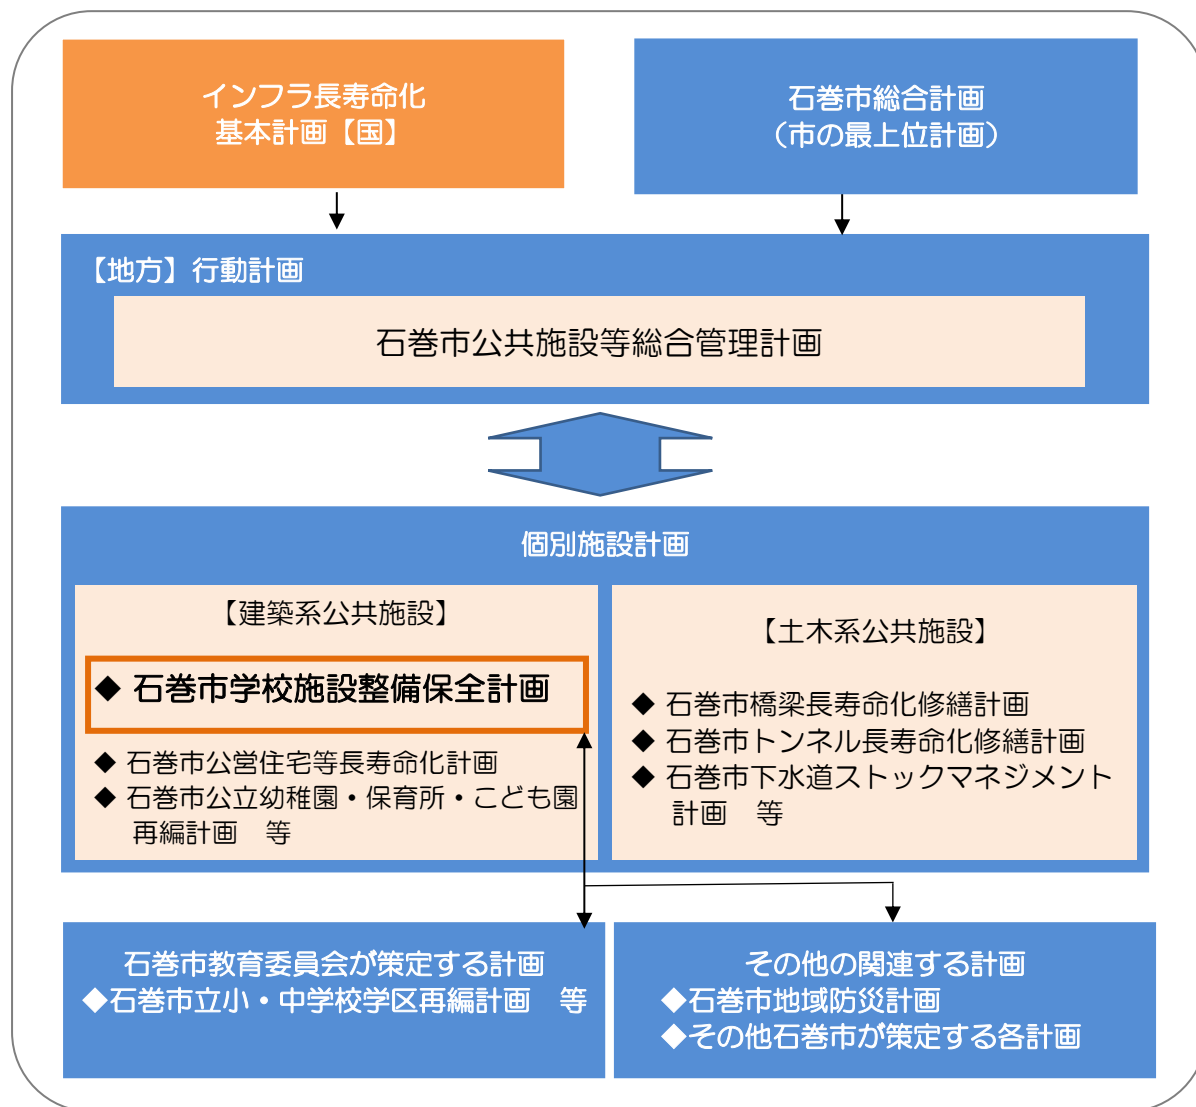 インフラ長寿命化
基本計画【国】
石巻市総合計画
（市の最上位計画）
【地方】行動計画
石巻市公共施設等総合管理計画
個別施設計画
【建築系公共施設】
◆ 石巻市学校施設整備保全計画
◆ 石巻市公営住宅等長寿命化計画
◆ 石巻市公立幼稚園・保育所・こども園
再編計画　等
【土木系公共施設】
◆ 石巻市橋梁長寿命化修繕計画
◆ 石巻市トンネル長寿命化修繕計画
◆ 石巻市下水道ストックマネジメント
計画　等
石巻市教育委員会が策定する計画
◆石巻市立小・中学校学区再編計画　等
その他の関連する計画
◆石巻市地域防災計画
◆その他石巻市が策定する各計画